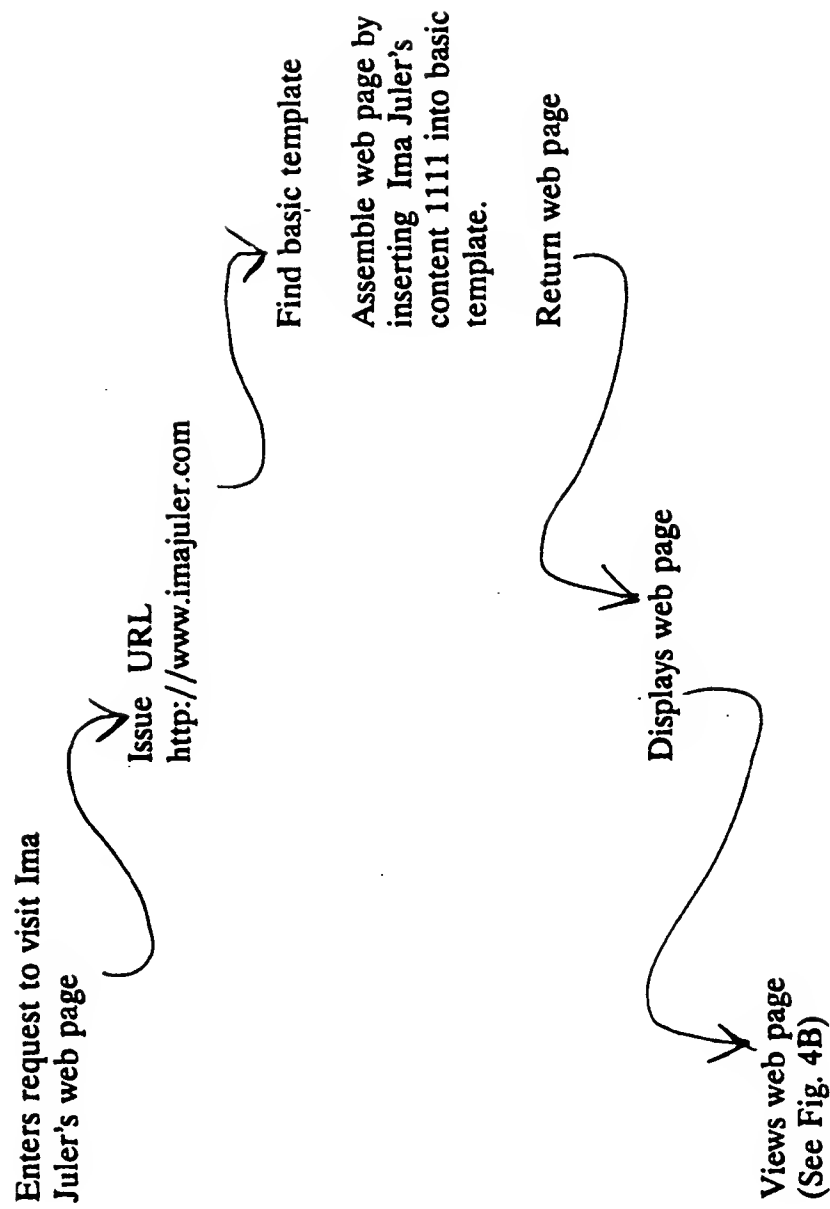 Enters request to visit Ima
Juler's web page
Issue URL
http://www.imajuler.com
Find basic template
Assemble web page by
inserting Ima Juler's
content 1111 into basic
template.
Return web page
Displays web page
Views web page
(See Fig. 4B)